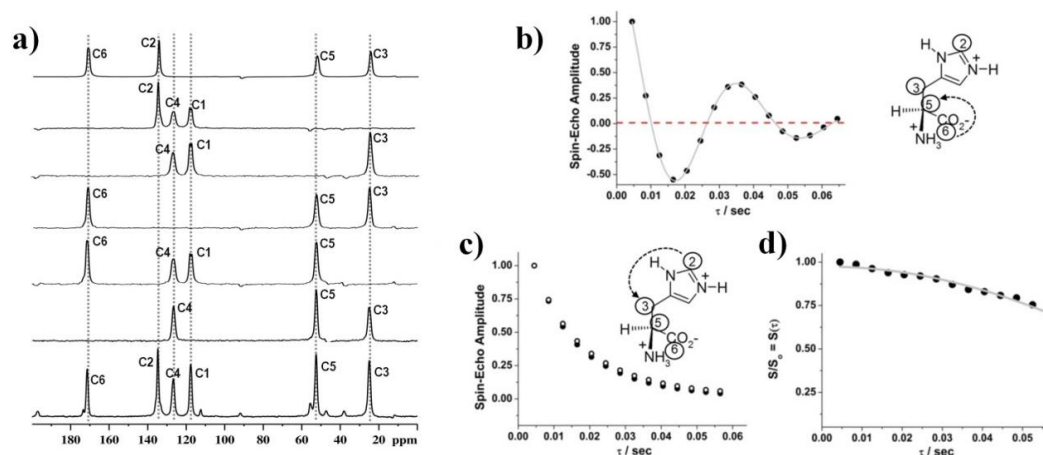 a)
C6
C2
C5
C3
C2
C4
C1
C4
C1
C3
C6
C5
C3
C6
C4
C1
C5
C4
C5
C3
C6
C2
C4
C1
C5
C3
180 160 140 120 100 80 60 40 20 ppm
b)
Spin-Echo Amplitude
1.00
0.75
0.50
0.25
0.00
-0.25
-0.50
0.00 0.01 0.02 0.03 0.04 0.05 0.06
τ / sec
H
N
2
N-H
+
3
H
5
CO2-
6
+
NH3
c)
Spin-Echo Amplitude
1.00
0.75
0.50
0.25
0.00
0.00 0.01 0.02 0.03 0.04 0.05 0.06
τ / sec
H
N
2
N-H
+
3
H
5
CO2-
6
+
NH3
d)
S/So = S(τ)
1.00
0.75
0.50
0.25
0.00 0.01 0.02 0.03 0.04 0.05
τ / sec